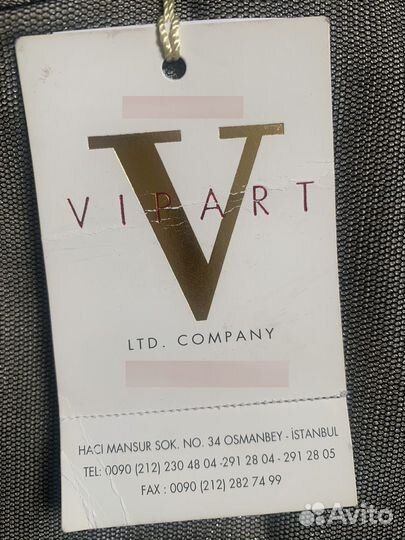 V
VIPART
LTD. COMPANY
HACI MANSUR SOK. NO. 34 OSMANBEY - İSTANBUL
TEL: 0090 (212) 230 48 04 -291 28 04 - 291 28 05
FAX : 0090 (212) 282 74 99
Avito